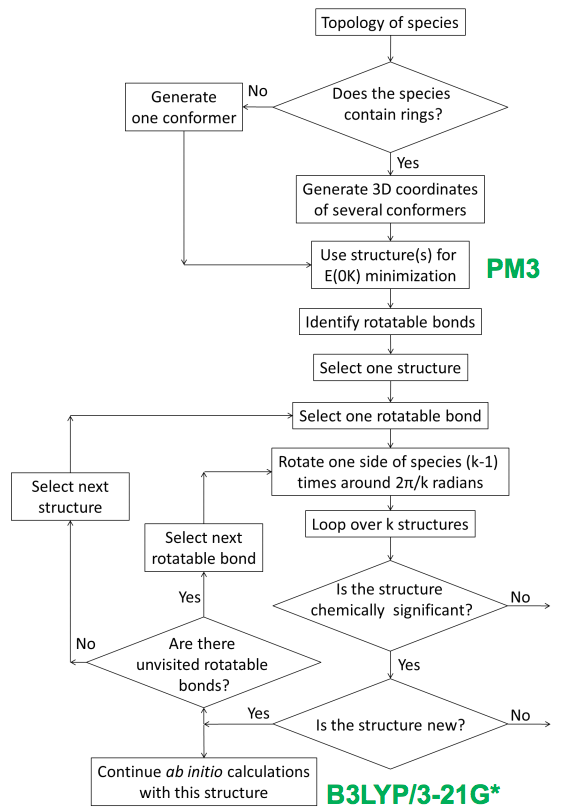 Topology of species
Does the species
contain rings?
No
Generate
one conformer
Yes
Generate 3D coordinates
of several conformers
Use structure(s) for
E(0K) minimization
PM3
Identify rotatable bonds
Select one structure
Select one rotatable bond
Rotate one side of species (k-1)
times around 2π/k radians
Select next
structure
Loop over k structures
Select next
rotatable bond
Is the structure
chemically significant?
No
Yes
Yes
No
Are there
unvisited rotatable
bonds?
Is the structure new?
Yes
No
Continue ab initio calculations
with this structure
B3LYP/3-21G*